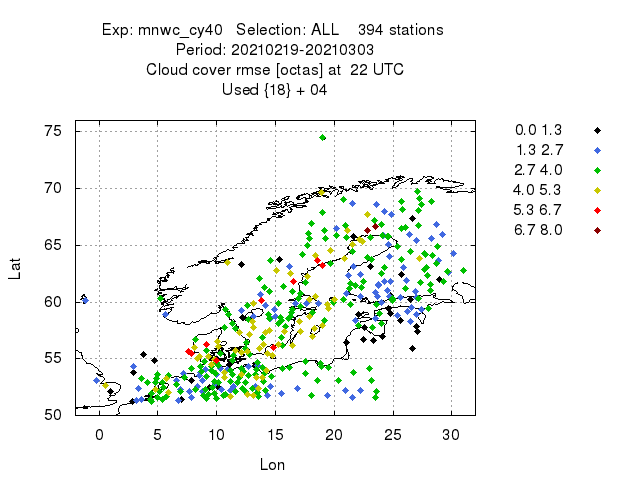 Exp: mnwc_cy40 Selection: ALL 394 stations
Period: 20210219-20210303
Cloud cover rmse [octas] at 22 UTC
Used {18} + 04
75
70
65
60
55
50
Lat
0 5 10 15 20 25 30
Lon
0.0 1.3
1.3 2.7
2.7 4.0
4.0 5.3
5.3 6.7
6.7 8.0